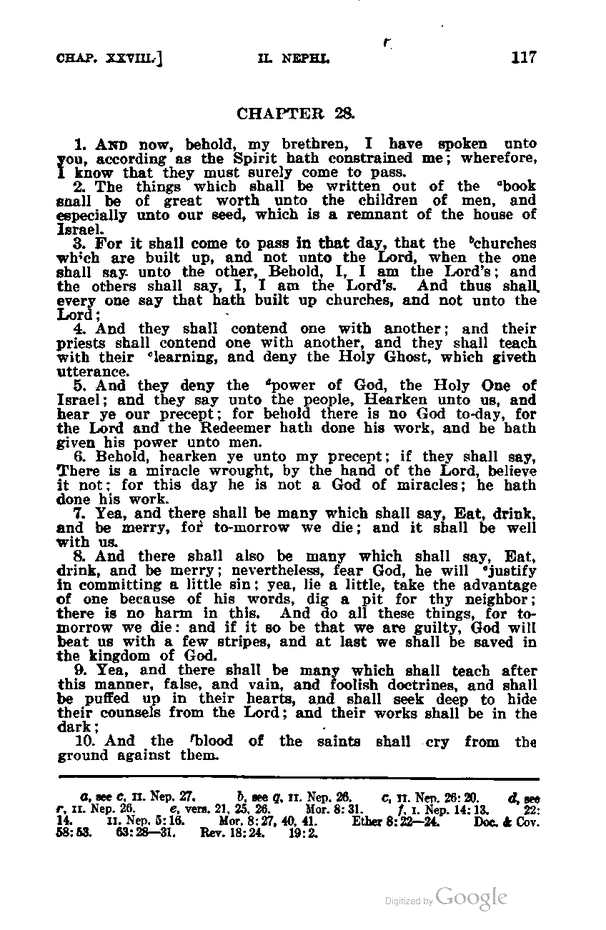 CHAP. XXVIII.] II. NEPHI. 117
CHAPTER 28.
1. AND now, behold, my brethren, I have spoken unto
you, according as the Spirit hath constrained me; wherefore,
I know that they must surely come to pass.
2. The things which shall be written out of the ᵃbook
snall be of great worth unto the children of men, and
especially unto our seed, which is a remnant of the house of
Israel.
3. For it shall come to pass in that day, that the ᵇchurches
which are built up, and not unto the Lord, when the one
shall say unto the other, Behold, I, I am the Lord's; and
the others shall say, I, I am the Lord's. And thus shall
every one say that hath built up churches, and not unto the
Lord;
4. And they shall contend one with another; and their
priests shall contend one with another, and they shall teach
with their ᶜlearning, and deny the Holy Ghost, which giveth
utterance.
5. And they deny the ᵈpower of God, the Holy One of
Israel; and they say unto the people, Hearken unto us, and
hear ye our precept; for behold there is no God to-day, for
the Lord and the Redeemer hath done his work, and he hath
given his power unto men.
6. Behold, hearken ye unto my precept; if they shall say,
There is a miracle wrought, by the hand of the Lord, believe
it not; for this day he is not a God of miracles; he hath
done his work.
7. Yea, and there shall be many which shall say, Eat, drink,
and be merry, for to-morrow we die; and it shall be well
with us.
8. And there shall also be many which shall say, Eat,
drink, and be merry; nevertheless, fear God, he will ᵉjustify
in committing a little sin; yea, lie a little, take the advantage
of one because of his words, dig a pit for thy neighbor;
there is no harm in this. And do all these things, for to-
morrow we die: and if it so be that we are guilty, God will
beat us with a few stripes, and at last we shall be saved in
the kingdom of God.
9. Yea, and there shall be many which shall teach after
this manner, false, and vain, and foolish doctrines, and shall
be puffed up in their hearts, and shall seek deep to hide
their counsels from the Lord; and their works shall be in the
dark;
10. And the ᶠblood of the saints shall cry from the
ground against them.
a, see c, II. Nep. 27. b, see q, II. Nep. 26. c, II. Nep. 26:20. d, see
r, II. Nep. 26. e, vers. 21, 25, 26. Mor. 8:31. f, I. Nep. 14:13. 22:
14. II. Nep. 5:16. Mor. 8:27, 40, 41. Ether 8:22—24. Doc. & Cov.
58:53. 63:28—31. Rev. 18:24. 19:2.
Digitized by Google